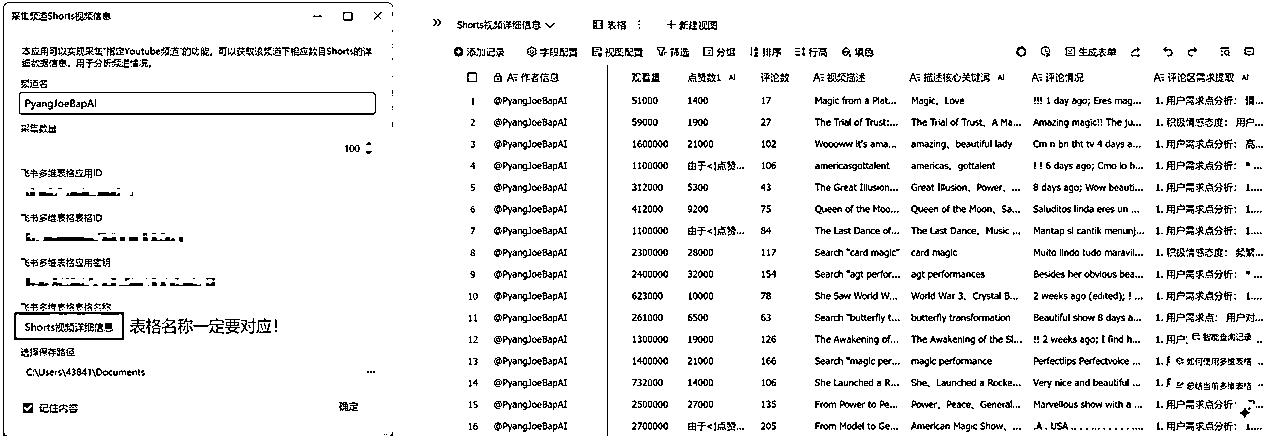 采集频道Shorts视频信息
本应用可以实现采集“指定Youtube频道”的功能，可以获取该频道下相应数目Shorts的详
细数据信息，用于分析频道情况。
频道名
PyangJoeBapAI
采集数量
100
飞书多维表格应用ID
飞书多维表格表格ID
飞书多维表格应用密钥
飞书多维表格表格名称
Shorts视频详细信息
表格名称一定要对应！
选择保存路径
C:\Users\43841\Documents
记住内容
确定
Shorts视频详细信息 表格 新建视图
添加记录 字段配置 视图配置 筛选 分组 排序 行高 填色 生成表单
作者信息 观看量 点赞数1 AI 评论数 视频描述 描述核心关键词 AI 评论情况 评论区需求提取 AI
1 @PyangJoeBapAI 51000 1400 17 Magic from a Plat... Magic、Love !!! 1 day ago; Eres mag... 1. 用户需求点分析： 情...
2 @PyangJoeBapAI 59000 1900 27 The Trial of Trust:... The Trial of Trust、A Ma... Amazing magic!! The ju... 1. 积极情感态度： 用户...
3 @PyangJoeBapAI 1600000 21000 102 Woooww it's ama... amazing、beautiful lady Cm n bn tht tv 4 days a... 1. 用户需求点分析： 高...
4 @PyangJoeBapAI 1100000 由于<[点赞... 106 americasgottalent americas、gottalent ! ! 6 days ago; Cmo lo h... 1. 用户需求点分析： *...
5 @PyangJoeBapAI 312000 5300 43 The Great Illusion... Great Illusion、Power、... 8 days ago; Wow beauti... 1. 用户需求点分析： 1....
6 @PyangJoeBapAI 412000 9200 75 Queen of the Moo... Queen of the Moon、Sa... Saluditos linda eres un ... 1. 用户需求点分析： 1....
7 @PyangJoeBapAI 1100000 由于<[点赞... 84 The Last Dance of... The Last Dance、Music ... Mantap si cantik menunj... 1. 用户需求点分析： 1....
8 @PyangJoeBapAI 2300000 28000 117 Search "card magic" card magic Muito lindo tudo maravil... 1. 积极情感态度： 频繁...
9 @PyangJoeBapAI 2400000 32000 154 Search "agt perfor... agt performances Besides her obvious bea... 1. 用户需求点分析： *...
10 @PyangJoeBapAI 623000 10000 78 She Saw World W... World War 3、Crystal B... 2 weeks ago (edited); !... 1. 用户需求点分析： 1....
11 @PyangJoeBapAI 261000 6500 63 Search "butterfly t... butterfly transformation Beautiful show 8 days a... 1. 用户需求点： 用户对...
12 @PyangJoeBapAI 1300000 19000 126 The Awakening of... The Awakening of the Sl... !! 2 weeks ago; I find h... 1. 用户 智能查询记录
13 @PyangJoeBapAI 1400000 21000 166 Search "magic per... magic performance Perfectlips Perfectvoice ... 1. 如何使用多维表格
14 @PyangJoeBapAI 732000 14000 106 She Launched a R... She、Launched a Rocke... Very nice and beautiful ... 1. 总结当前多维表格
15 @PyangJoeBapAI 2500000 27000 135 From Power to Pe... Power、Peace、General... Marvellous show with a ... 1. 用户需求点分析：
16 @PyangJoeBapAI 2700000 由于<[点赞... 205 From Model to Ge... American Magic Show、... .A . USA . . . . . . . . . . . 1. 用户需求点分析：